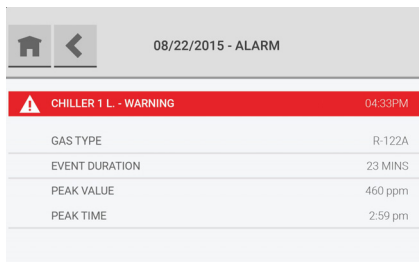 08/22/2015 - ALARM
CHILLER 1 L. - WARNING 04:33PM
GAS TYPE R-122A
EVENT DURATION 23 MINS
PEAK VALUE 460 ppm
PEAK TIME 2:59 pm